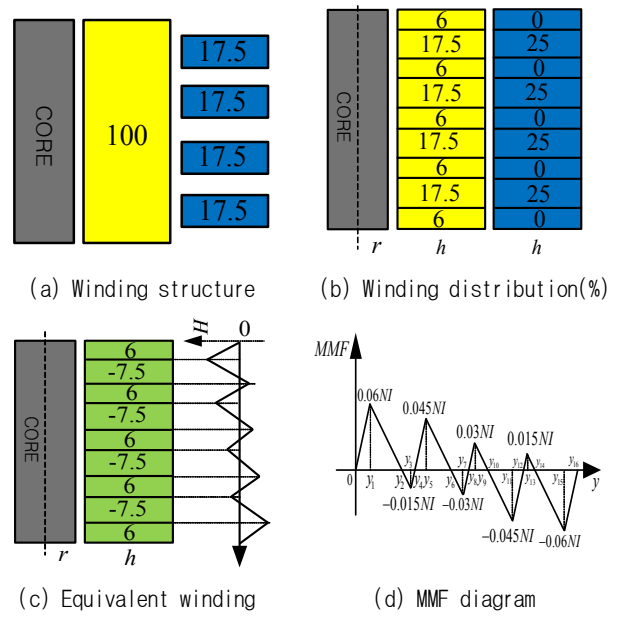 CORE
100
17.5
17.5
17.5
17.5
(a) Winding structure
CORE
6
17.5
6
17.5
6
17.5
6
17.5
6
0
25
0
25
0
25
0
25
0
r
h
h
(b) Winding distribution(%)
CORE
6
-7.5
6
-7.5
6
-7.5
6
-7.5
6
H
0
r
h
(c) Equivalent winding
MMF
0.06NI
0.045NI
0.03NI
0.015NI
0
y1
y2
y3
y4
y5
y6
y7
y8
y9
y10
y11
y12
y13
y14
y15
y16
y
−0.015NI
−0.03NI
−0.045NI
−0.06NI
(d) MMF diagram